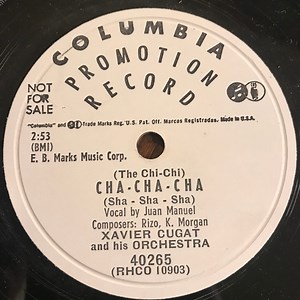 COLUMBIA
PROMOTION
RECORD
NOT
FOR
SALE
"Columbia" and Trade Marks Reg. U.S. Pat. Off. Marcas Registradas. Made in U.S.A.
2:53
(BMI)
E. B. Marks Music Corp.
(The Chi-Chi)
CHA-CHA-CHA
(Sha - Sha - Sha)
Vocal by Juan Manuel
Composers: Rizo, K. Morgan
XAVIER CUGAT
and his ORCHESTRA
40265
(RHCO 10903)